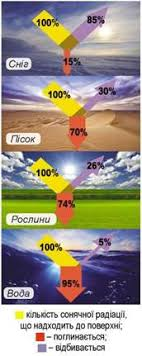 100%
85%
Сніг
15%
100%
30%
Пісок
70%
100%
26%
Рослини
74%
100%
5%
Вода
95%
кількість сонячної радіації,
що надходить до поверхні;
– поглинається;
– відбивається